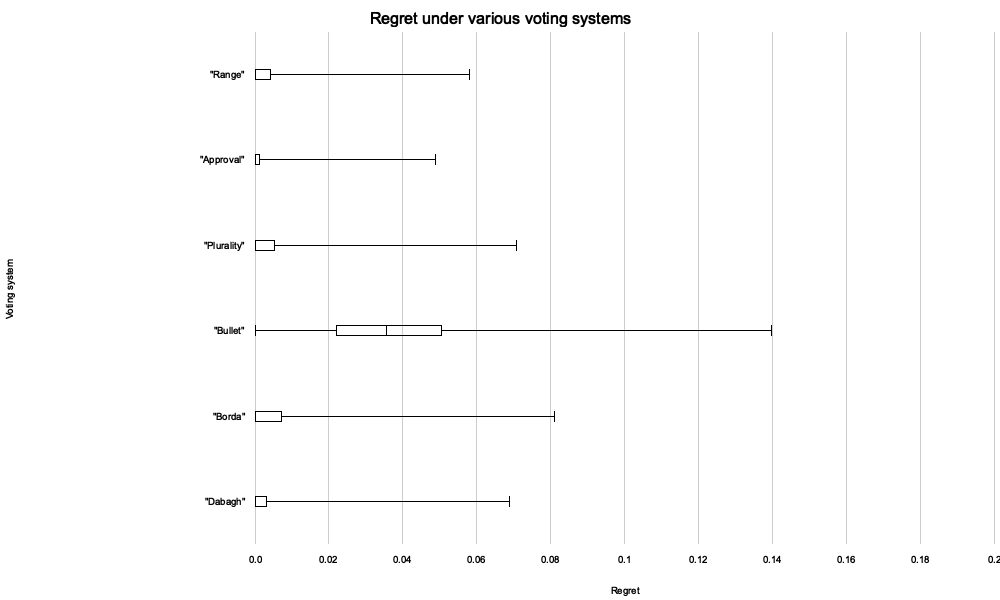 Regret under various voting systems
"Range"
"Approval"
"Plurality"
Voting system
"Bullet"
"Borda"
"Dabagh"
0.0 0.02 0.04 0.06 0.08 0.1 0.12 0.14 0.16 0.18 0.2
Regret